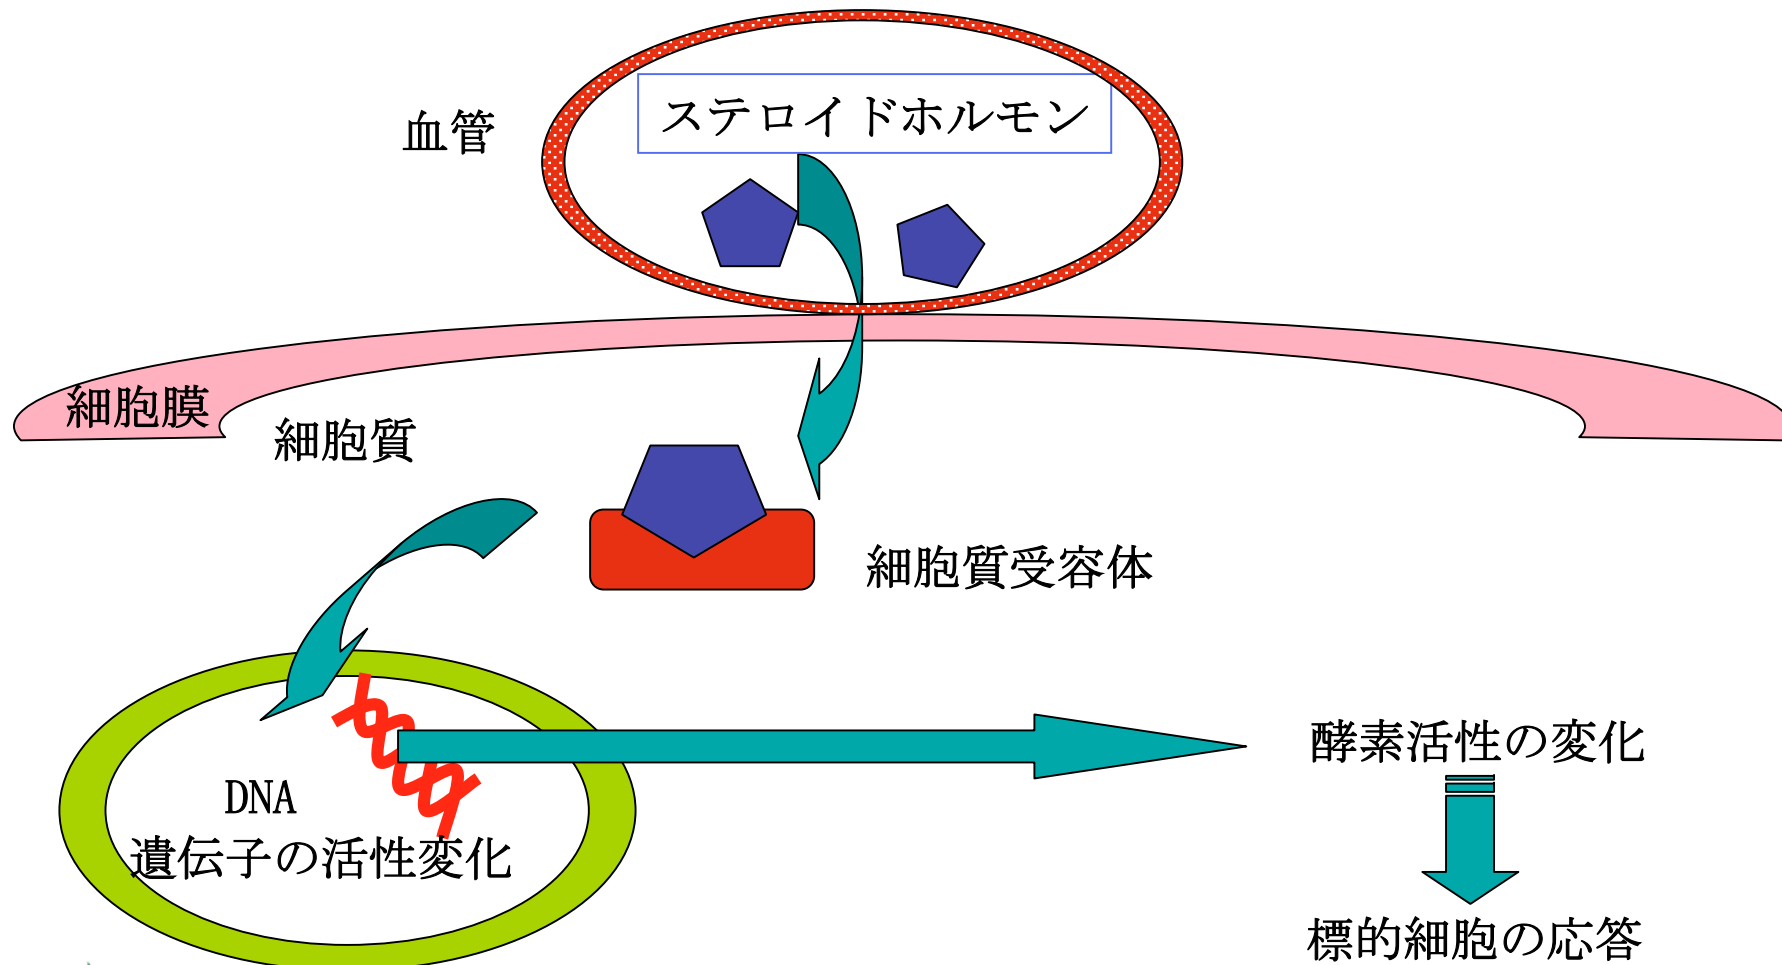 ステロイドホルモン
血管
細胞膜
細胞質
細胞質受容体
酵素活性の変化
DNA
遺伝子の活性変化
標的細胞の応答